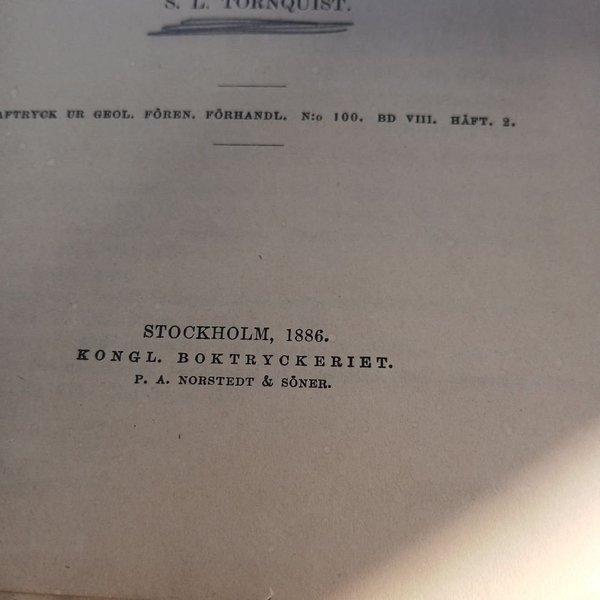 S. L. TÖRNQUIST.
AFTRYCK UR GEOL. FÖREN. FÖRHANDL. N:o 100. BD VIII. HÄFT. 2.
STOCKHOLM, 1886.
KONGL. BOKTRYCKERIET.
P. A. NORSTEDT & SÖNER.